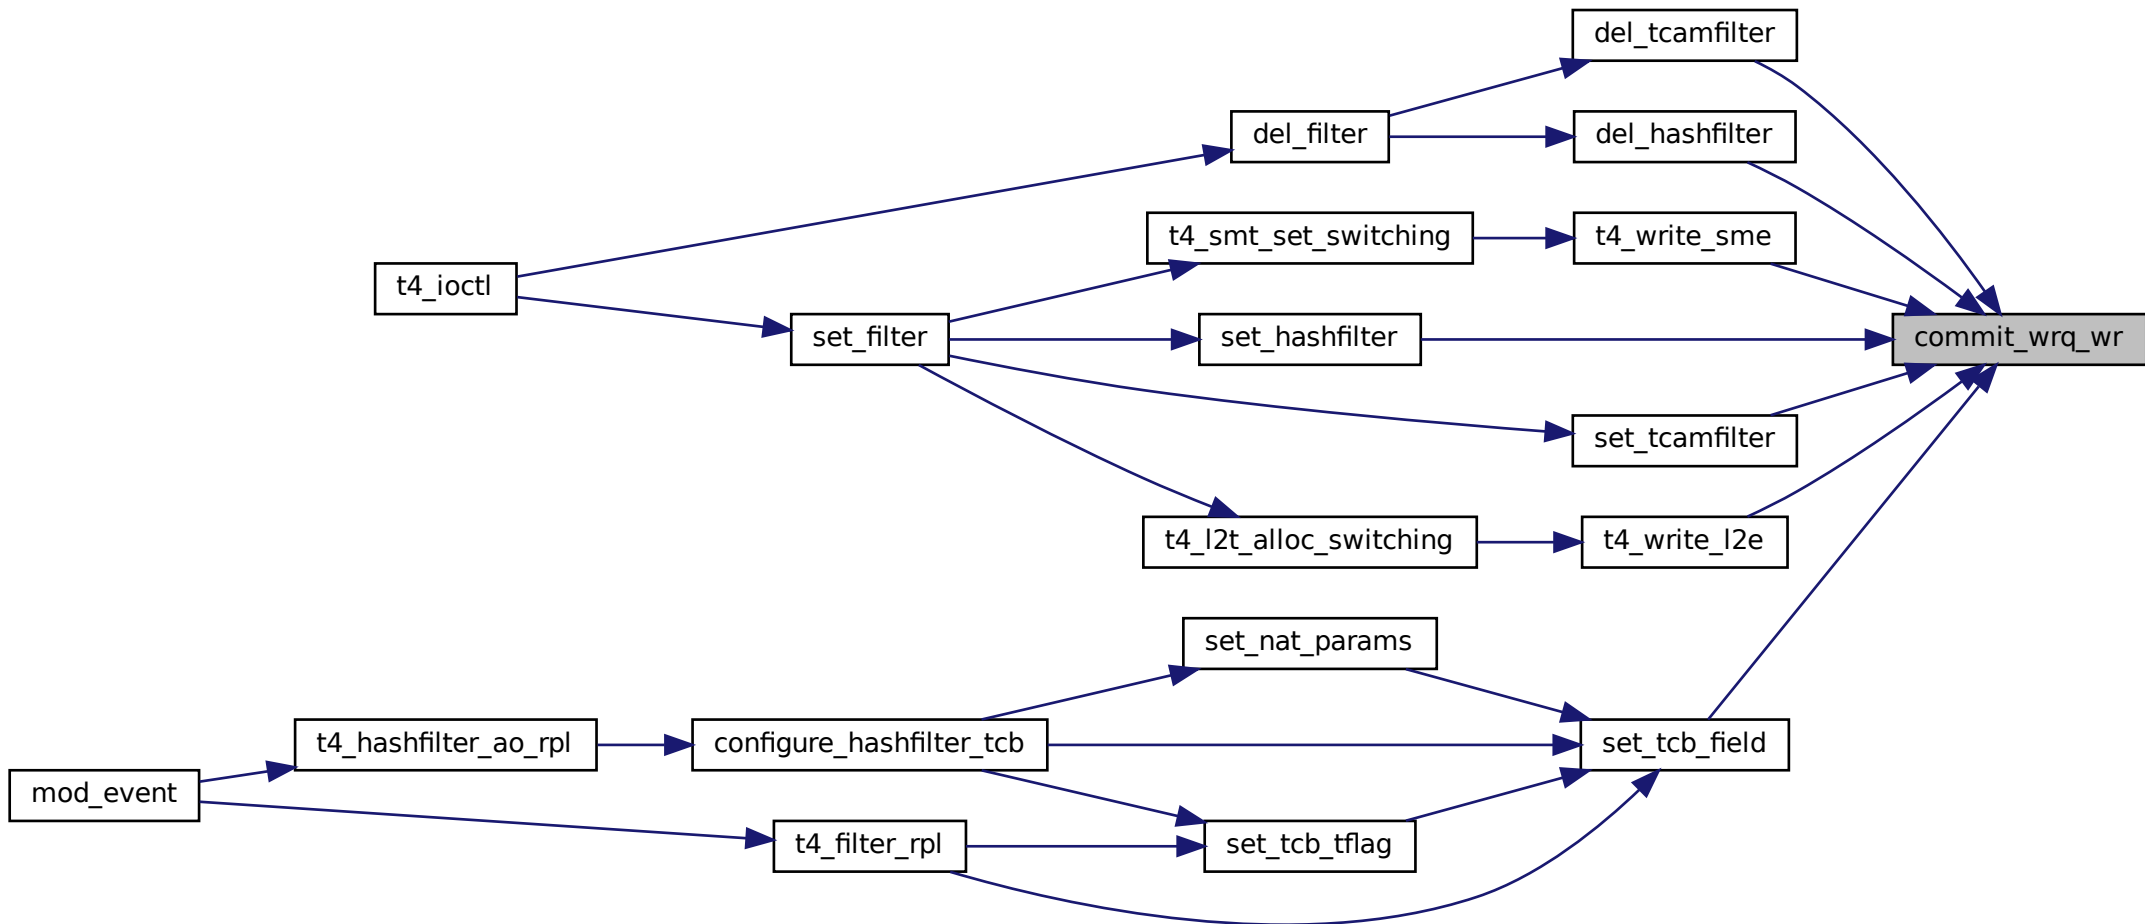 del_tcamfilter
del_filter
del_hashfilter
t4_smt_set_switching
t4_write_sme
t4_ioctl
set_filter
set_hashfilter
commit_wrq_wr
set_tcamfilter
t4_l2t_alloc_switching
t4_write_l2e
set_nat_params
t4_hashfilter_ao_rpl
configure_hashfilter_tcb
set_tcb_field
mod_event
t4_filter_rpl
set_tcb_tflag